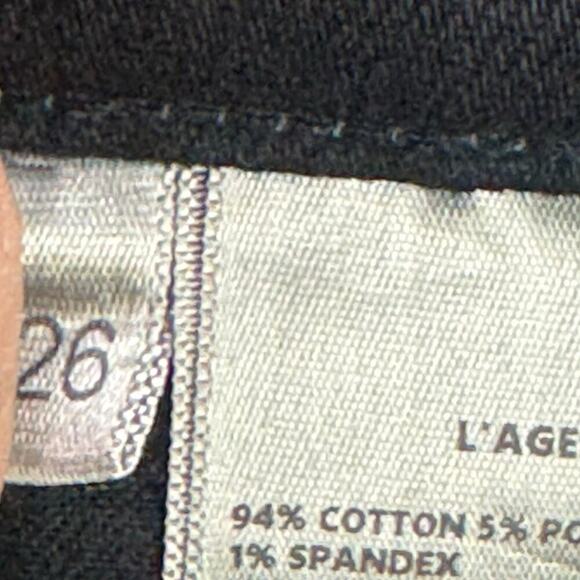 26
L'AGE
94% COTTON 5% PO
1% SPANDEX